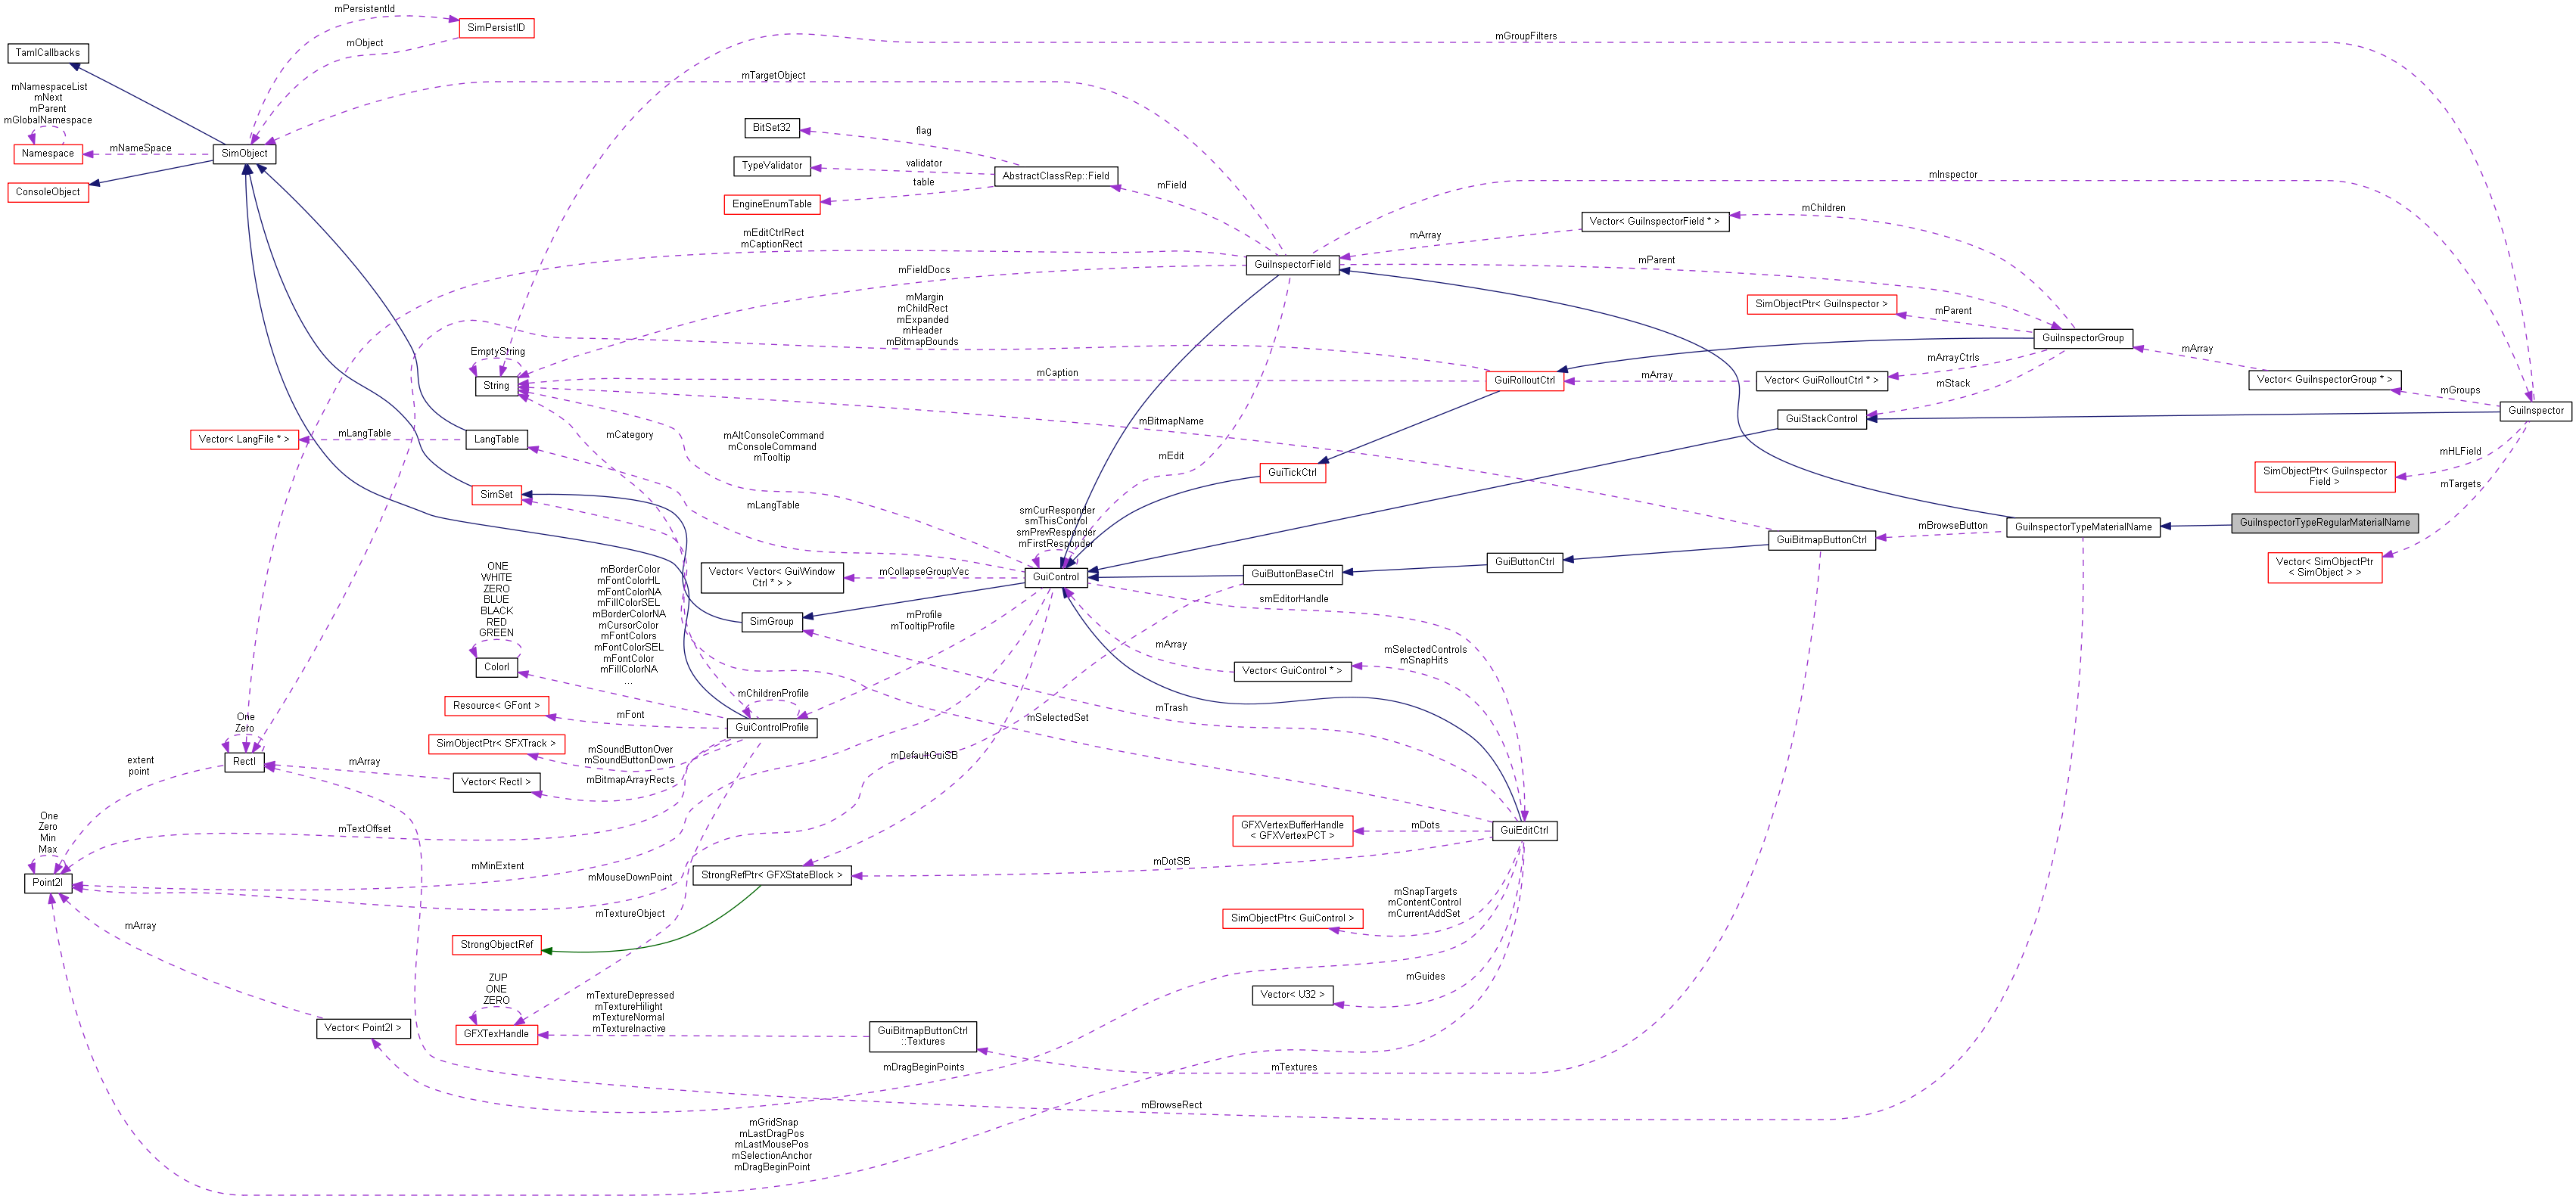 mPersistentId
SimPersistID
mObject
TamlCallbacks
mGroupFilters
mTargetObject
mNamespaceList
mNext
mParent
mGlobalNamespace
Namespace
mNameSpace
SimObject
ConsoleObject
BitSet32
flag
TypeValidator
validator
table
EngineEnumTable
AbstractClassRep::Field
mField
mInspector
mChildren
Vector< GuiInspectorField * >
mArray
mEditCtrlRect
mCaptionRect
mFieldDocs
GuiInspectorField
mParent
mMargin
mChildRect
mExpanded
mHeader
mBitmapBounds
SimObjectPtr< GuiInspector >
mParent
GuiInspectorGroup
EmptyString
String
mCaption
GuiRolloutCtrl
mArray
Vector< GuiRolloutCtrl * >
mArrayCtrls
mStack
mArray
Vector< GuiInspectorGroup * >
mGroups
GuiInspector
GuiStackControl
mBitmapName
Vector< LangFile * >
mLangTable
LangTable
mCategory
mAltConsoleCommand
mConsoleCommand
mTooltip
mEdit
GuiTickCtrl
mHLField
SimObjectPtr< GuiInspector
Field >
mTargets
SimSet
mLangTable
smCurResponder
smThisControl
smPrevResponder
mFirstResponder
GuiInspectorTypeMaterialName
GuiInspectorTypeRegularMaterialName
mBrowseButton
GuiBitmapButtonCtrl
GuiButtonCtrl
GuiButtonBaseCtrl
Vector< SimObjectPtr
< SimObject > >
ONE
WHITE
ZERO
BLUE
BLACK
RED
GREEN
ColorI
mBorderColor
mFontColorHL
mFontColorNA
mFillColorSEL
mBorderColorNA
mCursorColor
mFontColors
mFontColorSEL
mFontColor
mFillColorNA
...
Vector< Vector< GuiWindow
Ctrl * > >
mCollapseGroupVec
GuiControl
SimGroup
mProfile
mTooltipProfile
smEditorHandle
mArray
Vector< GuiControl * >
mSelectedControls
mSnapHits
Resource< GFont >
mFont
mChildrenProfile
GuiControlProfile
mSelectedSet
mTrash
One
Zero
RectI
SimObjectPtr< SFXTrack >
mSoundButtonOver
mSoundButtonDown
mDefaultGuiSB
extent
point
mArray
Vector< RectI >
mBitmapArrayRects
One
Zero
Min
Max
Point2I
mTextOffset
mMinExtent
mMouseDownPoint
StrongRefPtr< GFXStateBlock >
GFXVertexBufferHandle
< GFXVertexPCT >
mDots
GuiEditCtrl
mDotSB
mArray
mTextureObject
StrongObjectRef
SimObjectPtr< GuiControl >
mSnapTargets
mContentControl
mCurrentAddSet
Vector< U32 >
mGuides
Vector< Point2I >
ZUP
ONE
ZERO
GFXTexHandle
mTextureDepressed
mTextureHilight
mTextureNormal
mTextureInactive
GuiBitmapButtonCtrl
::Textures
mDragBeginPoints
mTextures
mBrowseRect
mGridSnap
mLastDragPos
mLastMousePos
mSelectionAnchor
mDragBeginPoint